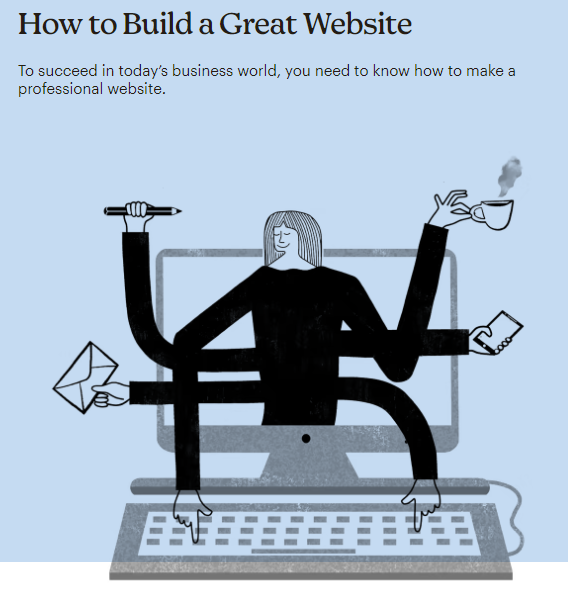 How to Build a Great Website
To succeed in today's business world, you need to know how to make a
professional website.